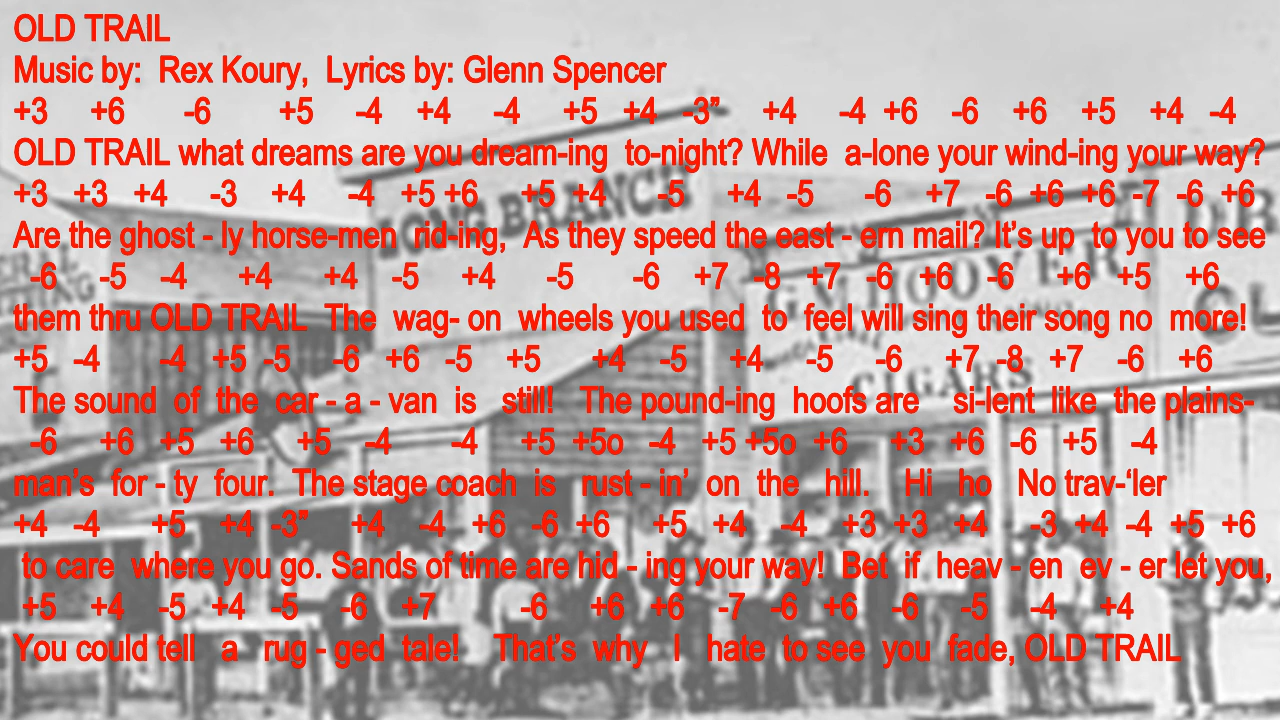 OLD TRAIL
Music by:  Rex Koury,  Lyrics by: Glenn Spencer
+3 +6 -6 +5 -4 +4 -4 +5 +4 -3” +4 -4 +6 -6 +6 +5 +4 -4
OLD TRAIL what dreams are you dream-ing to-night? While a-lone your wind-ing your way?
+3 +3 +4 -3 +4 -4 +5 +6 +5 +4 -5 +4 -5 -6 +7 -6 +6 +6 -7 -6 +6
Are the ghost - ly horse-men rid-ing, As they speed the east - ern mail? It’s up to you to see
-6 -5 -4 +4 +4 -5 +4 -5 -6 +7 -8 +7 -6 +6 -6 +6 +5 +6
them thru OLD TRAIL The wag- on wheels you used to feel will sing their song no more!
+5 -4 -4 +5 -5 -6 +6 -5 +5 +4 -5 +4 -5 -6 +7 -8 +7 -6 +6
The sound of the car - a - van is still! The pound-ing hoofs are si-lent like the plains-
-6 +6 +5 +6 +5 -4 -4 +5 +5o -4 +5 +5o +6 +3 +6 -6 +5 -4
man’s for - ty four. The stage coach is rust - in’ on the hill. Hi ho No trav-‘ler
+4 -4 +5 +4 -3” +4 -4 +6 -6 +6 +5 +4 -4 +3 +3 +4 -3 +4 -4 +5 +6
to care where you go. Sands of time are hid - ing your way! Bet if heav - en ev - er let you,
+5 +4 -5 +4 -5 -6 +7 -6 +6 +6 -7 -6 +6 -6 -5 -4 +4
You could tell a rug - ged tale! That’s why I hate to see you fade, OLD TRAIL
LONG BRANCH
G.V. HOOVER
CIGARS